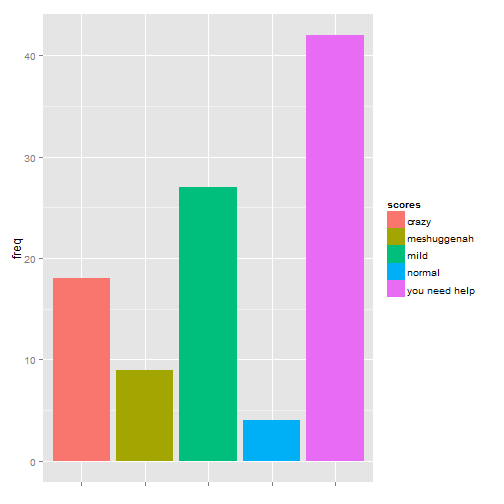 40
30
20
10
0
freq
scores
crazy
meshuggenah
mild
normal
you need help